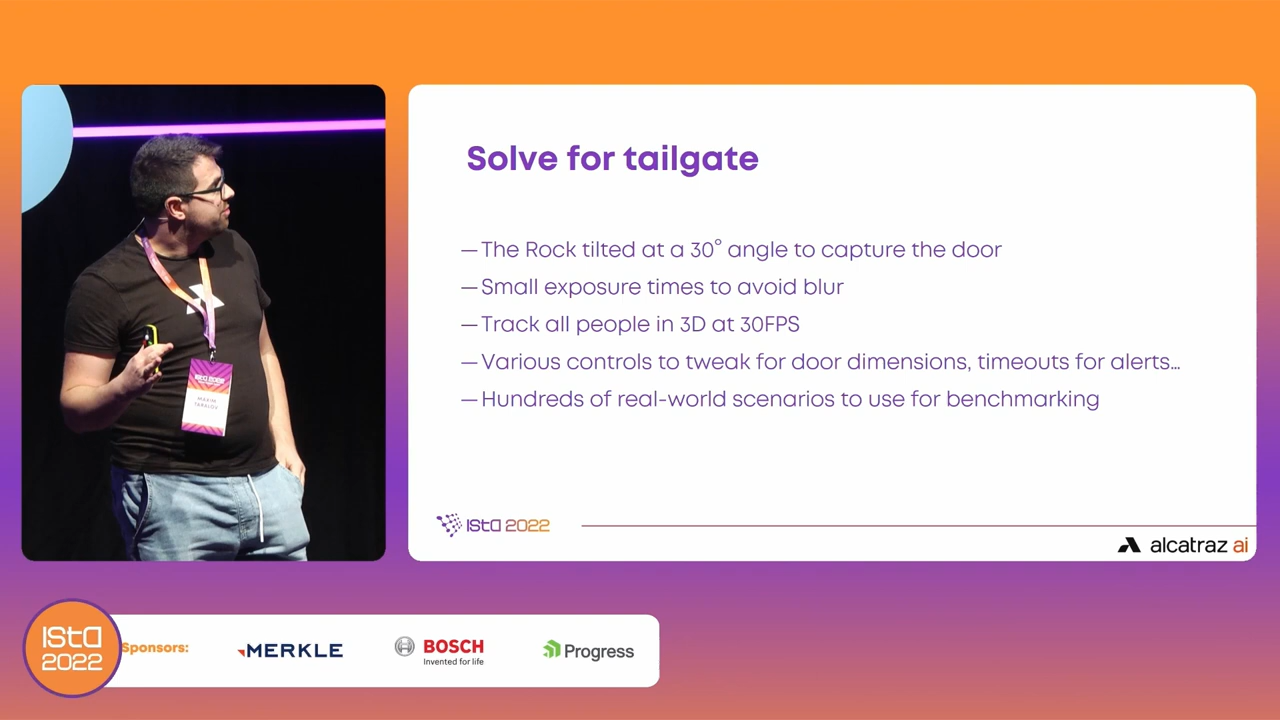 Solve for tailgate
— The Rock tilted at a 30° angle to capture the door
— Small exposure times to avoid blur
— Track all people in 3D at 30FPS
— Various controls to tweak for door dimensions, timeouts for alerts...
— Hundreds of real-world scenarios to use for benchmarking
ISTA 2022
alcatraz ai
ISTA 2022
ISTA
2022
Sponsors:
MERKLE
BOSCH
Invented for life
Progress